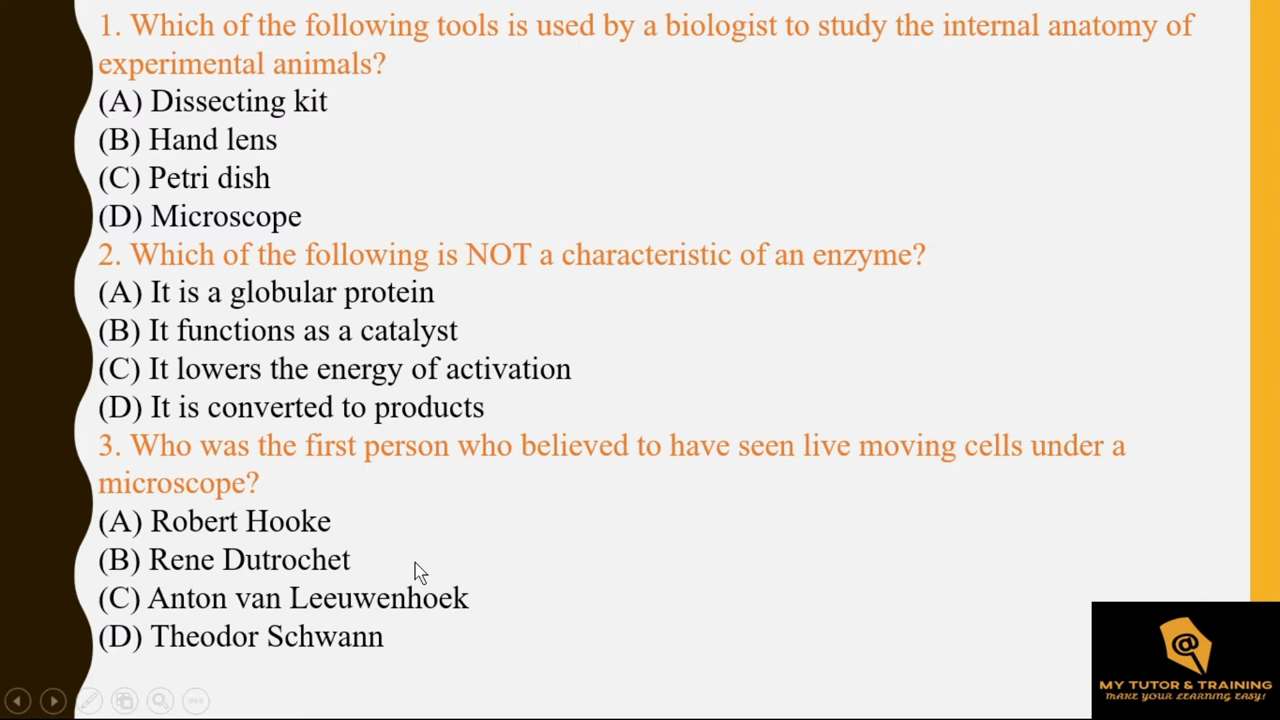 1. Which of the following tools is used by a biologist to study the internal anatomy of
experimental animals?
(A) Dissecting kit
(B) Hand lens
(C) Petri dish
(D) Microscope
2. Which of the following is NOT a characteristic of an enzyme?
(A) It is a globular protein
(B) It functions as a catalyst
(C) It lowers the energy of activation
(D) It is converted to products
3. Who was the first person who believed to have seen live moving cells under a
microscope?
(A) Robert Hooke
(B) Rene Dutrochet
(C) Anton van Leeuwenhoek
(D) Theodor Schwann
@
MY TUTOR & TRAINING
MAKE YOUR LEARNING EASY!